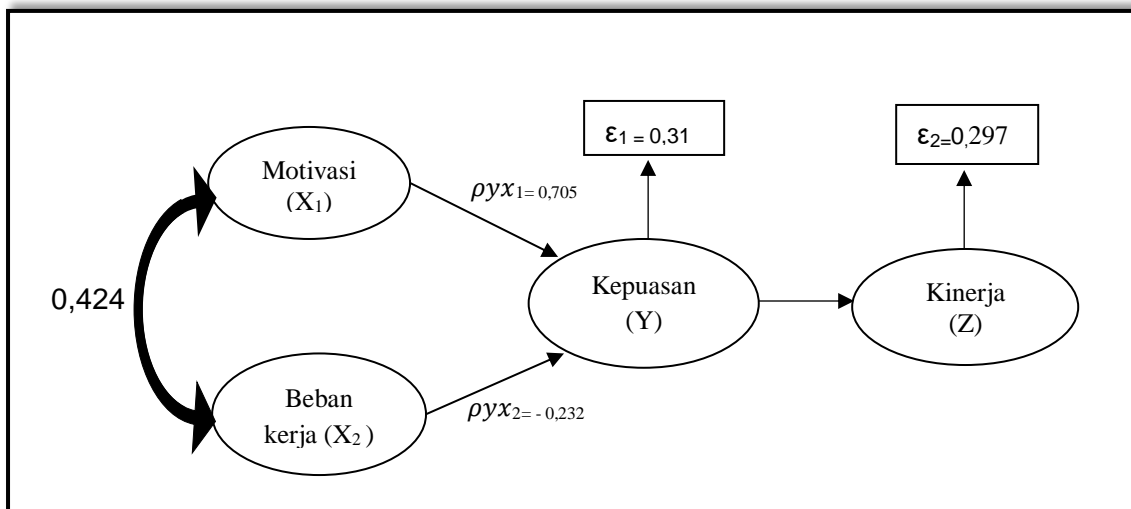 ε1 = 0,31
ε2=0,297
Motivasi
(X1)
ρyx1= 0,705
0,424
Kepuasan
(Y)
Kinerja
(Z)
Beban
kerja (X2 )
ρyx2= - 0,232